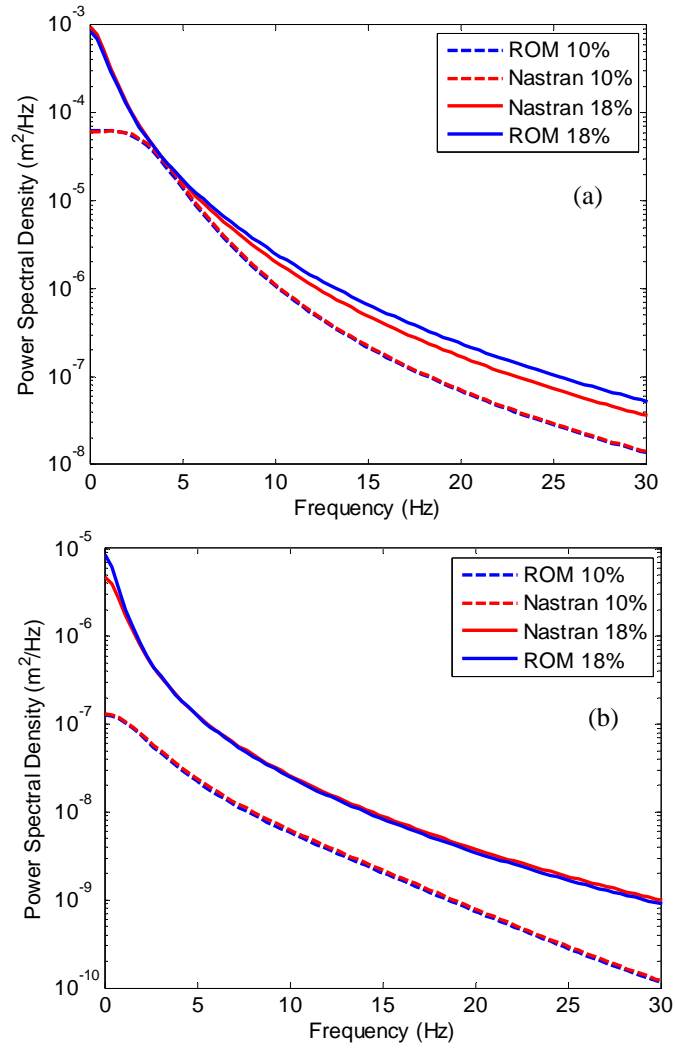 10^-3
10^-4
10^-5
10^-6
10^-7
10^-8
Power Spectral Density (m²/Hz)
ROM 10%
Nastran 10%
Nastran 18%
ROM 18%
(a)
0 5 10 15 20 25 30
Frequency (Hz)
10^-5
10^-6
10^-7
10^-8
10^-9
10^-10
Power Spectral Density (m²/Hz)
ROM 10%
Nastran 10%
Nastran 18%
ROM 18%
(b)
0 5 10 15 20 25 30
Frequency (Hz)